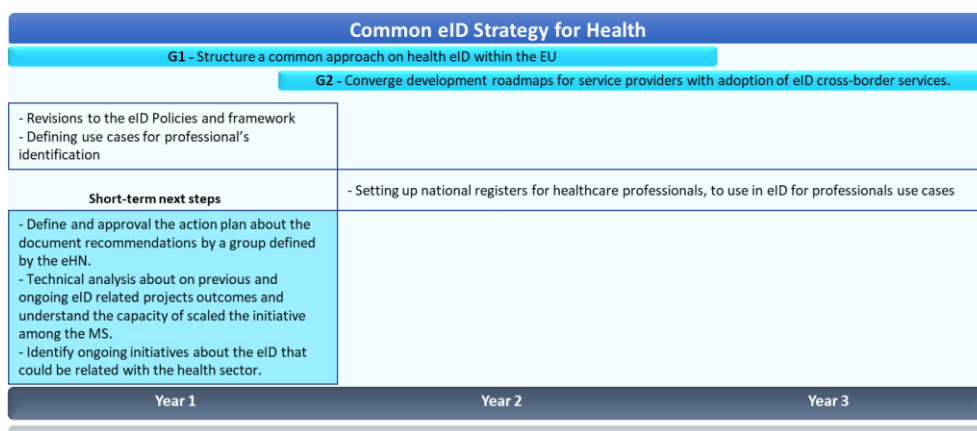 Common eID Strategy for Health
G1 - Structure a common approach on health eID within the EU
G2 - Converge development roadmaps for service providers with adoption of eID cross-border services.
- Revisions to the eID Policies and framework
- Defining use cases for professional's
identification
- Setting up national registers for healthcare professionals, to use in eID for professionals use cases
Short-term next steps
- Define and approval the action plan about the
document recommendations by a group defined
by the eHN.
- Technical analysis about on previous and
ongoing eID related projects outcomes and
understand the capacity of scaled the initiative
among the MS.
- Identify ongoing initiatives about the eID that
could be related with the health sector.
Year 1
Year 2
Year 3